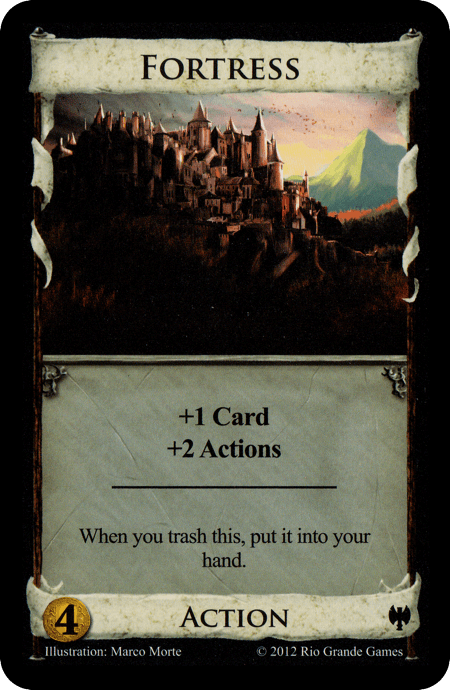 FORTRESS
+1 Card
+2 Actions
When you trash this, put it into your
hand.
4 ACTION
Illustration: Marco Morte © 2012 Rio Grande Games